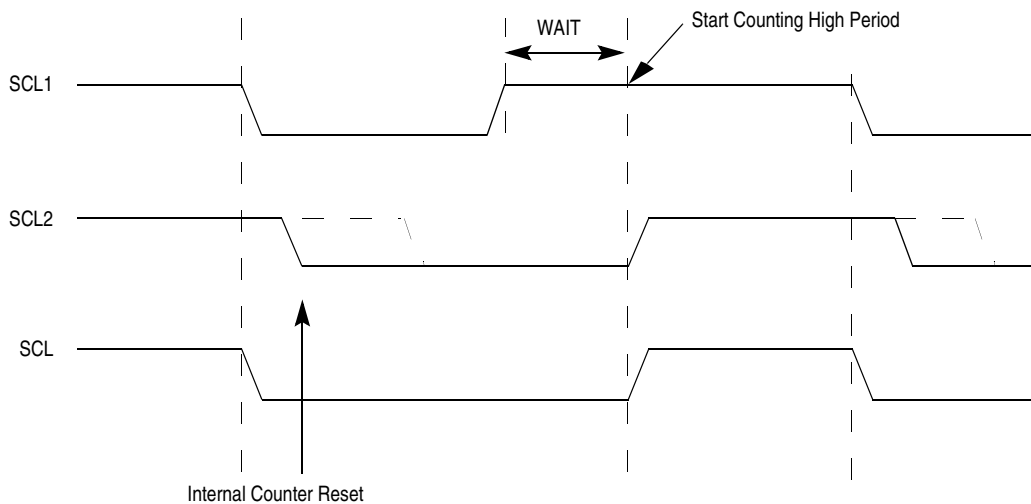 WAIT
Start Counting High Period
SCL1
SCL2
SCL
Internal Counter Reset